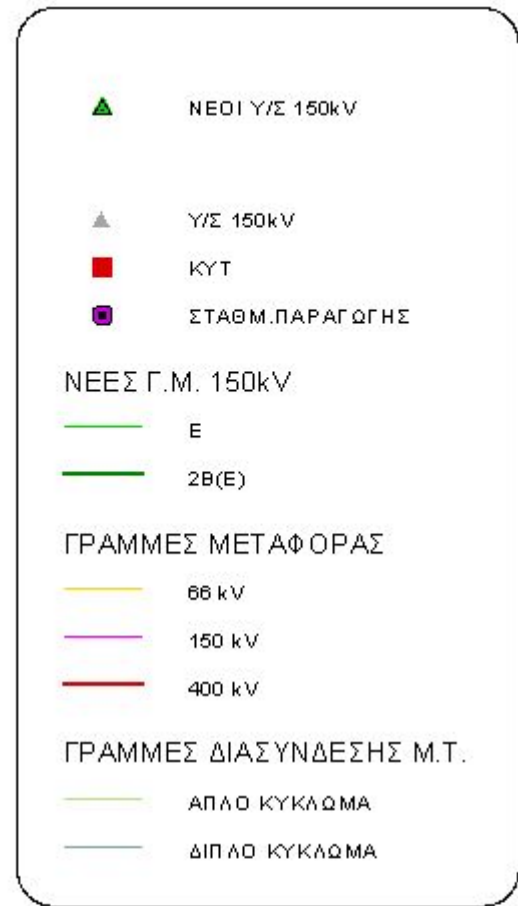 ΝΕΟΙ Υ/Σ 150kV
Υ/Σ 150kV
ΚΥΤ
ΣΤΑΘΜ.ΠΑΡΑΓΩΓΗΣ
ΝΕΕΣ Γ.Μ. 150kV
Ε
2Β(Ε)
ΓΡΑΜΜΕΣ ΜΕΤΑΦΟΡΑΣ
66 kV
150 kV
400 kV
ΓΡΑΜΜΕΣ ΔΙΑΣΥΝΔΕΣΗΣ Μ.Τ.
ΑΠΛΟ ΚΥΚΛΩΜΑ
ΔΙΠΛΟ ΚΥΚΛΩΜΑ